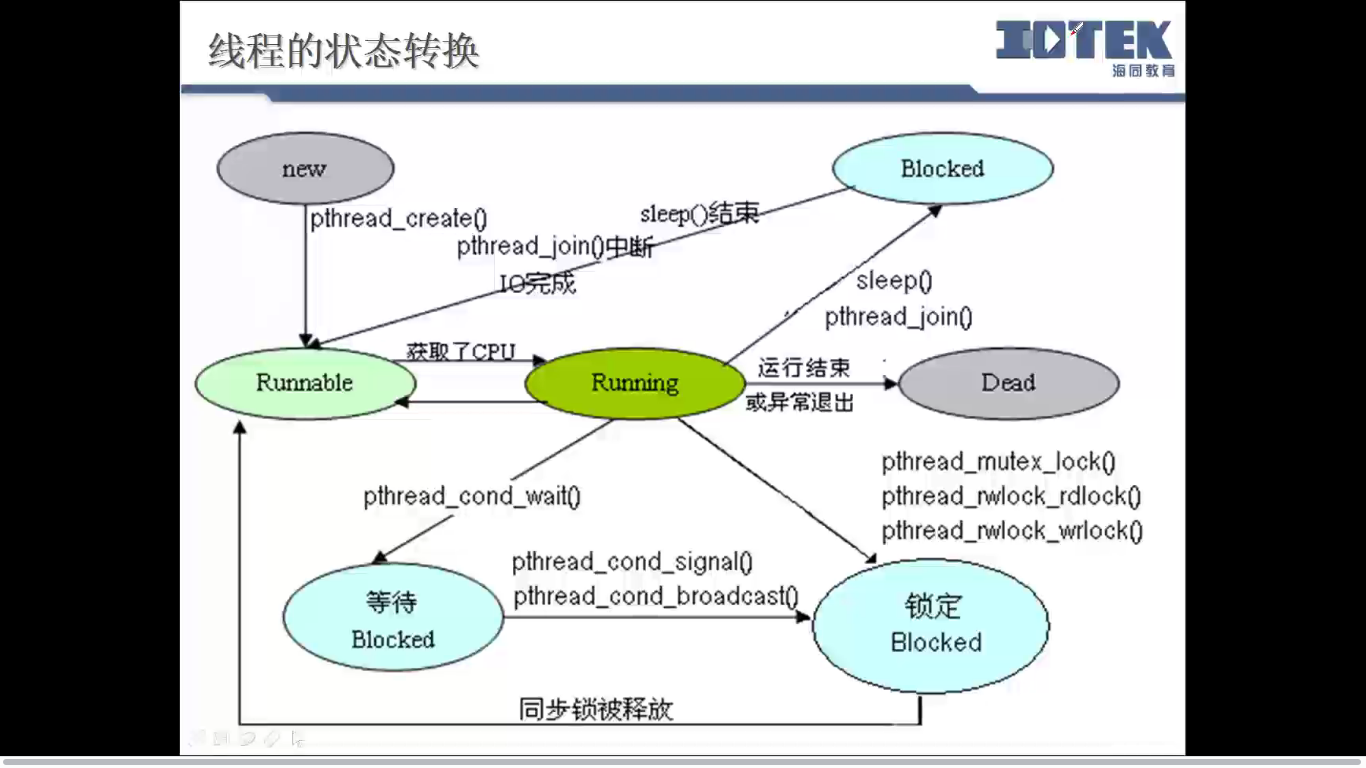 线程的状态转换
IOTEK
海同教育
new
Blocked
pthread_create()
sleep()结束
pthread_join()中断
IO完成
sleep()
pthread_join()
获取了CPU
运行结束
Runnable
Running
Dead
或异常退出
pthread_mutex_lock()
pthread_cond_wait()
pthread_rwlock_rdlock()
pthread_rwlock_wrlock()
pthread_cond_signal()
pthread_cond_broadcast()
等待
Blocked
锁定
Blocked
同步锁被释放